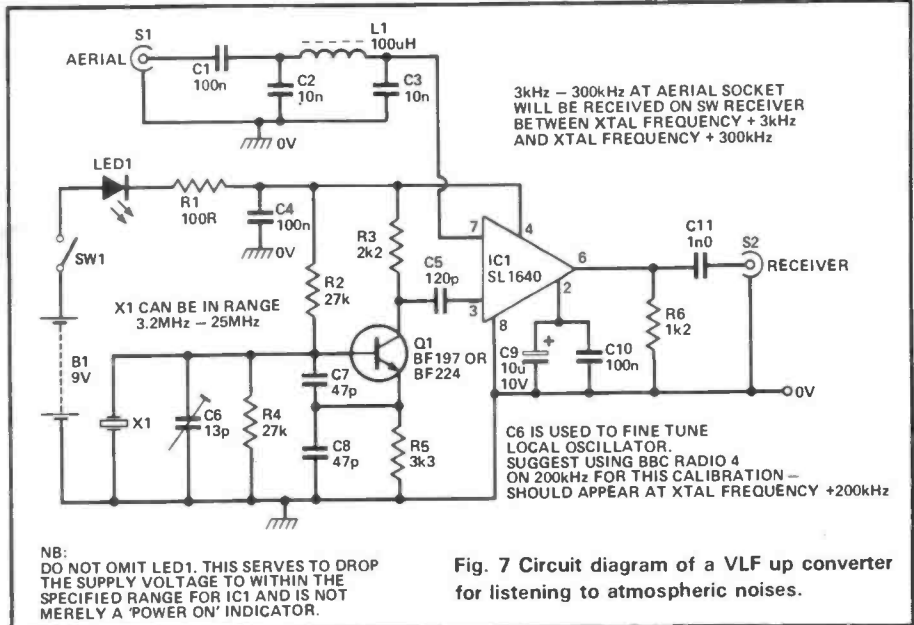 S1
AERIAL
C1
100n
L1
100uH
C2
10n
C3
10n
0V
3kHz – 300kHz AT AERIAL SOCKET
WILL BE RECEIVED ON SW RECEIVER
BETWEEN XTAL FREQUENCY + 3kHz
AND XTAL FREQUENCY + 300kHz
LED1
R1
100R
C4
100n
0V
SW1
R2
27k
R3
2k2
C5
120p
7
4
IC1
SL1640
3
8
6
2
C11
1n0
S2
RECEIVER
R6
1k2
X1 CAN BE IN RANGE
3.2MHz – 25MHz
Q1
BF197 OR
BF224
+
C9
10u
10V
C10
100n
B1
9V
X1
C6
13p
R4
27k
C7
47p
C8
47p
R5
3k3
0V
C6 IS USED TO FINE TUNE
LOCAL OSCILLATOR.
SUGGEST USING BBC RADIO 4
ON 200kHz FOR THIS CALIBRATION –
SHOULD APPEAR AT XTAL FREQUENCY +200kHz
NB:
DO NOT OMIT LED1. THIS SERVES TO DROP
THE SUPPLY VOLTAGE TO WITHIN THE
SPECIFIED RANGE FOR IC1 AND IS NOT
MERELY A 'POWER ON' INDICATOR.
Fig. 7 Circuit diagram of a VLF up converter
for listening to atmospheric noises.